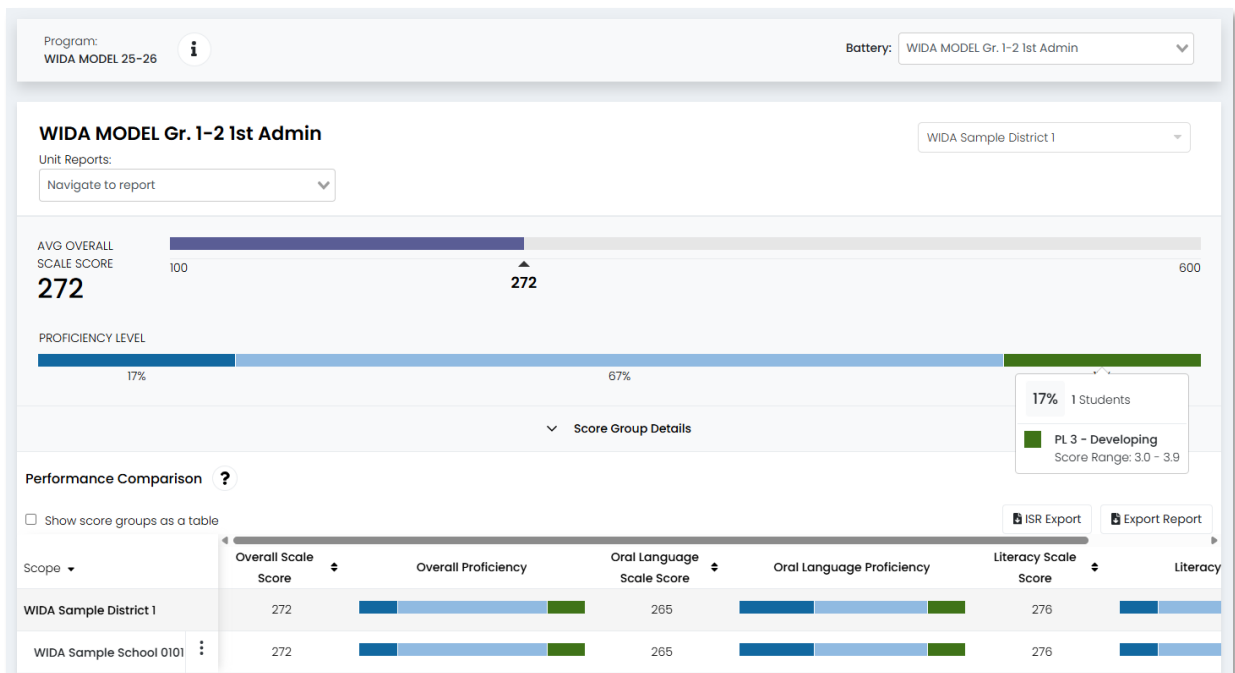 Program:
WIDA MODEL 25-26
i
Battery:
WIDA MODEL Gr. 1-2 1st Admin
WIDA MODEL Gr. 1-2 1st Admin
WIDA Sample District 1
Unit Reports:
Navigate to report
AVG OVERALL
SCALE SCORE
272
100
272
600
PROFICIENCY LEVEL
17%
67%
17% 1 Students
PL 3 - Developing
Score Range: 3.0 - 3.9
Score Group Details
Performance Comparison ?
Show score groups as a table
ISR Export
Export Report
Scope
Overall Scale
Score
Overall Proficiency
Oral Language
Scale Score
Oral Language Proficiency
Literacy Scale
Score
Literacy
WIDA Sample District 1 272 265 276
WIDA Sample School 0101 272 265 276